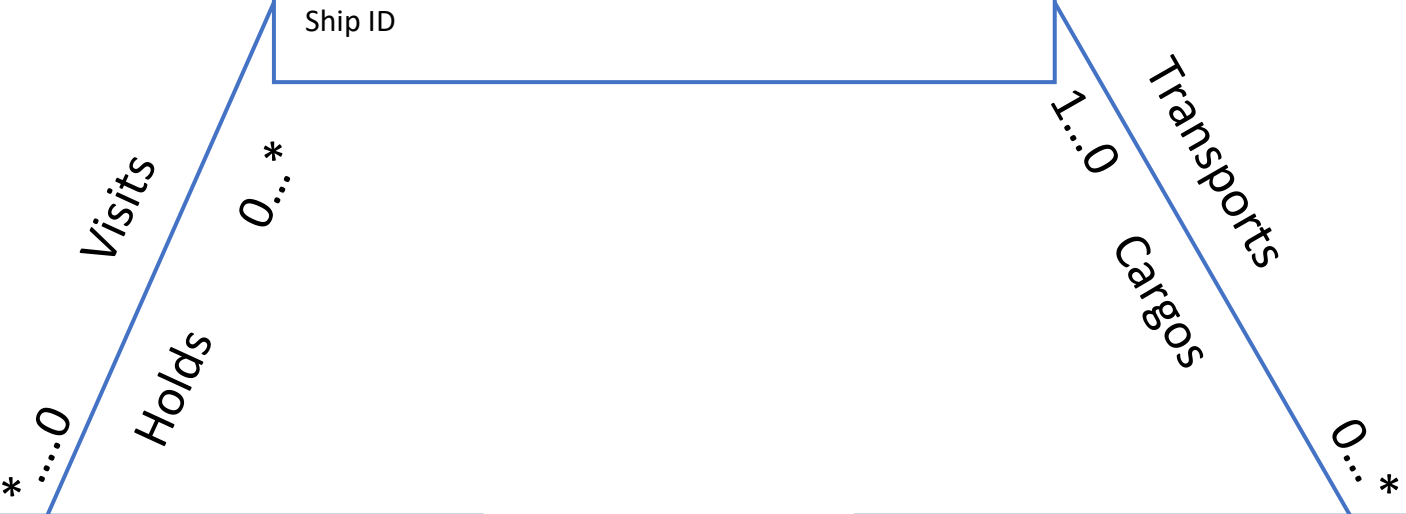 Ship ID
Visits
0...*
Holds
* ....0
1...0
Transports
Cargos
0... *